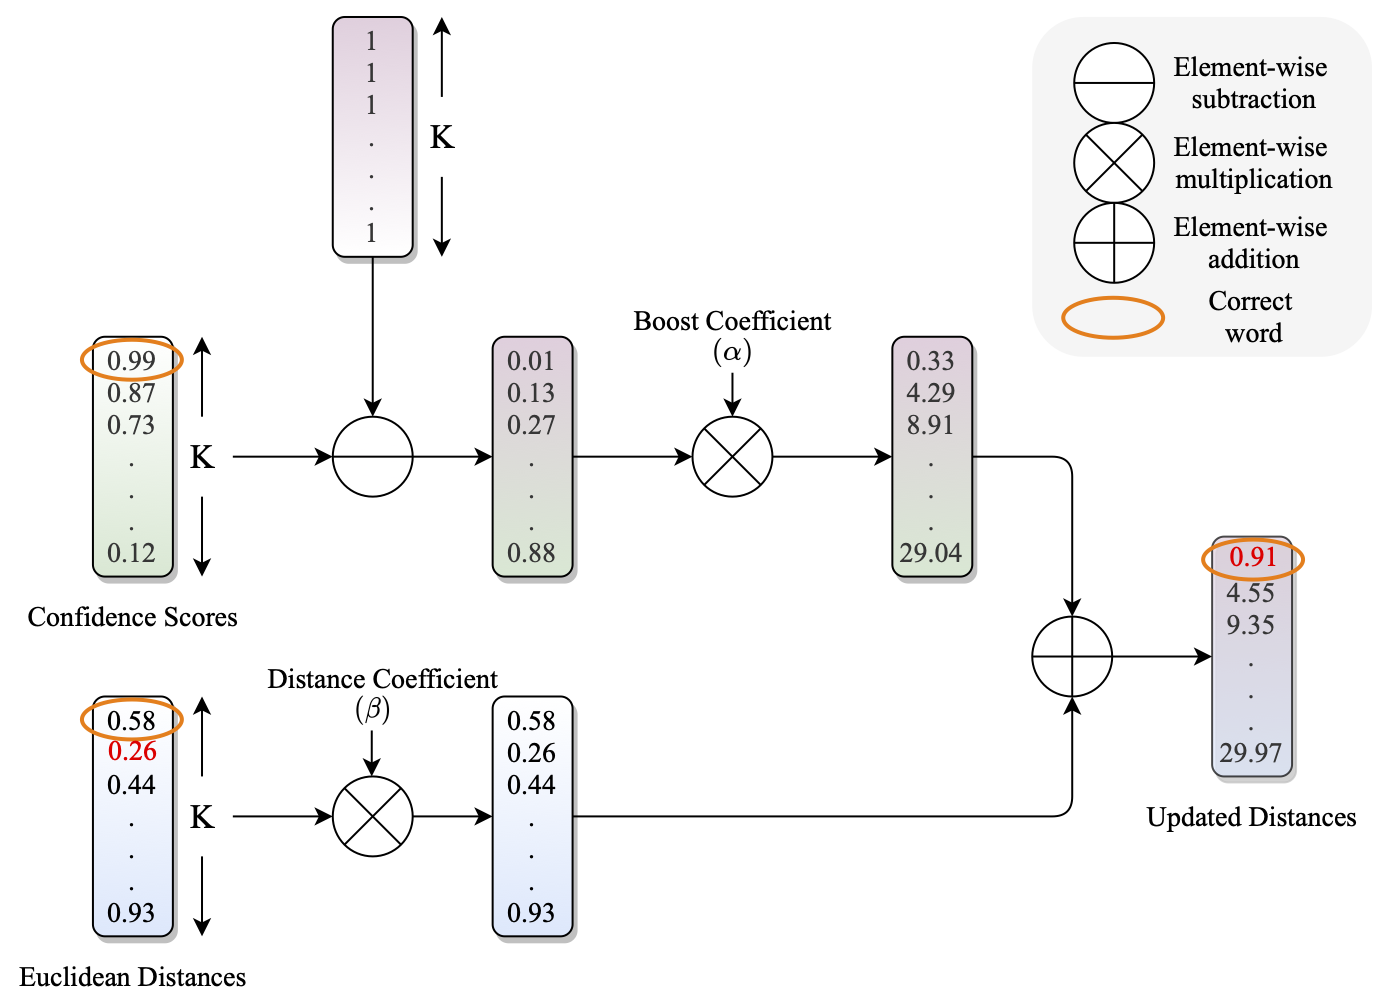 1
1
1
.
.
.
1
K
Element-wise
subtraction
Element-wise
multiplication
Element-wise
addition
Correct
word
0.99
0.87
0.73
.
.
.
0.12
K
Confidence Scores
0.01
0.13
0.27
.
.
.
0.88
Boost Coefficient
(α)
0.33
4.29
8.91
.
.
.
29.04
0.58
0.26
0.44
.
.
.
0.93
K
Euclidean Distances
Distance Coefficient
(β)
0.58
0.26
0.44
.
.
.
0.93
0.91
4.55
9.35
.
.
.
29.97
Updated Distances